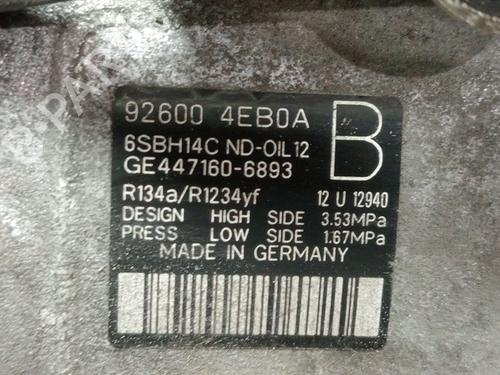 92600 4EB0A
B
6SBH14C ND-OIL12
GE447160-6893
R134a/R1234yf 12 U 12940
DESIGN HIGH SIDE 3.53MPa
PRESS LOW SIDE 1.67MPa
MADE IN GERMANY